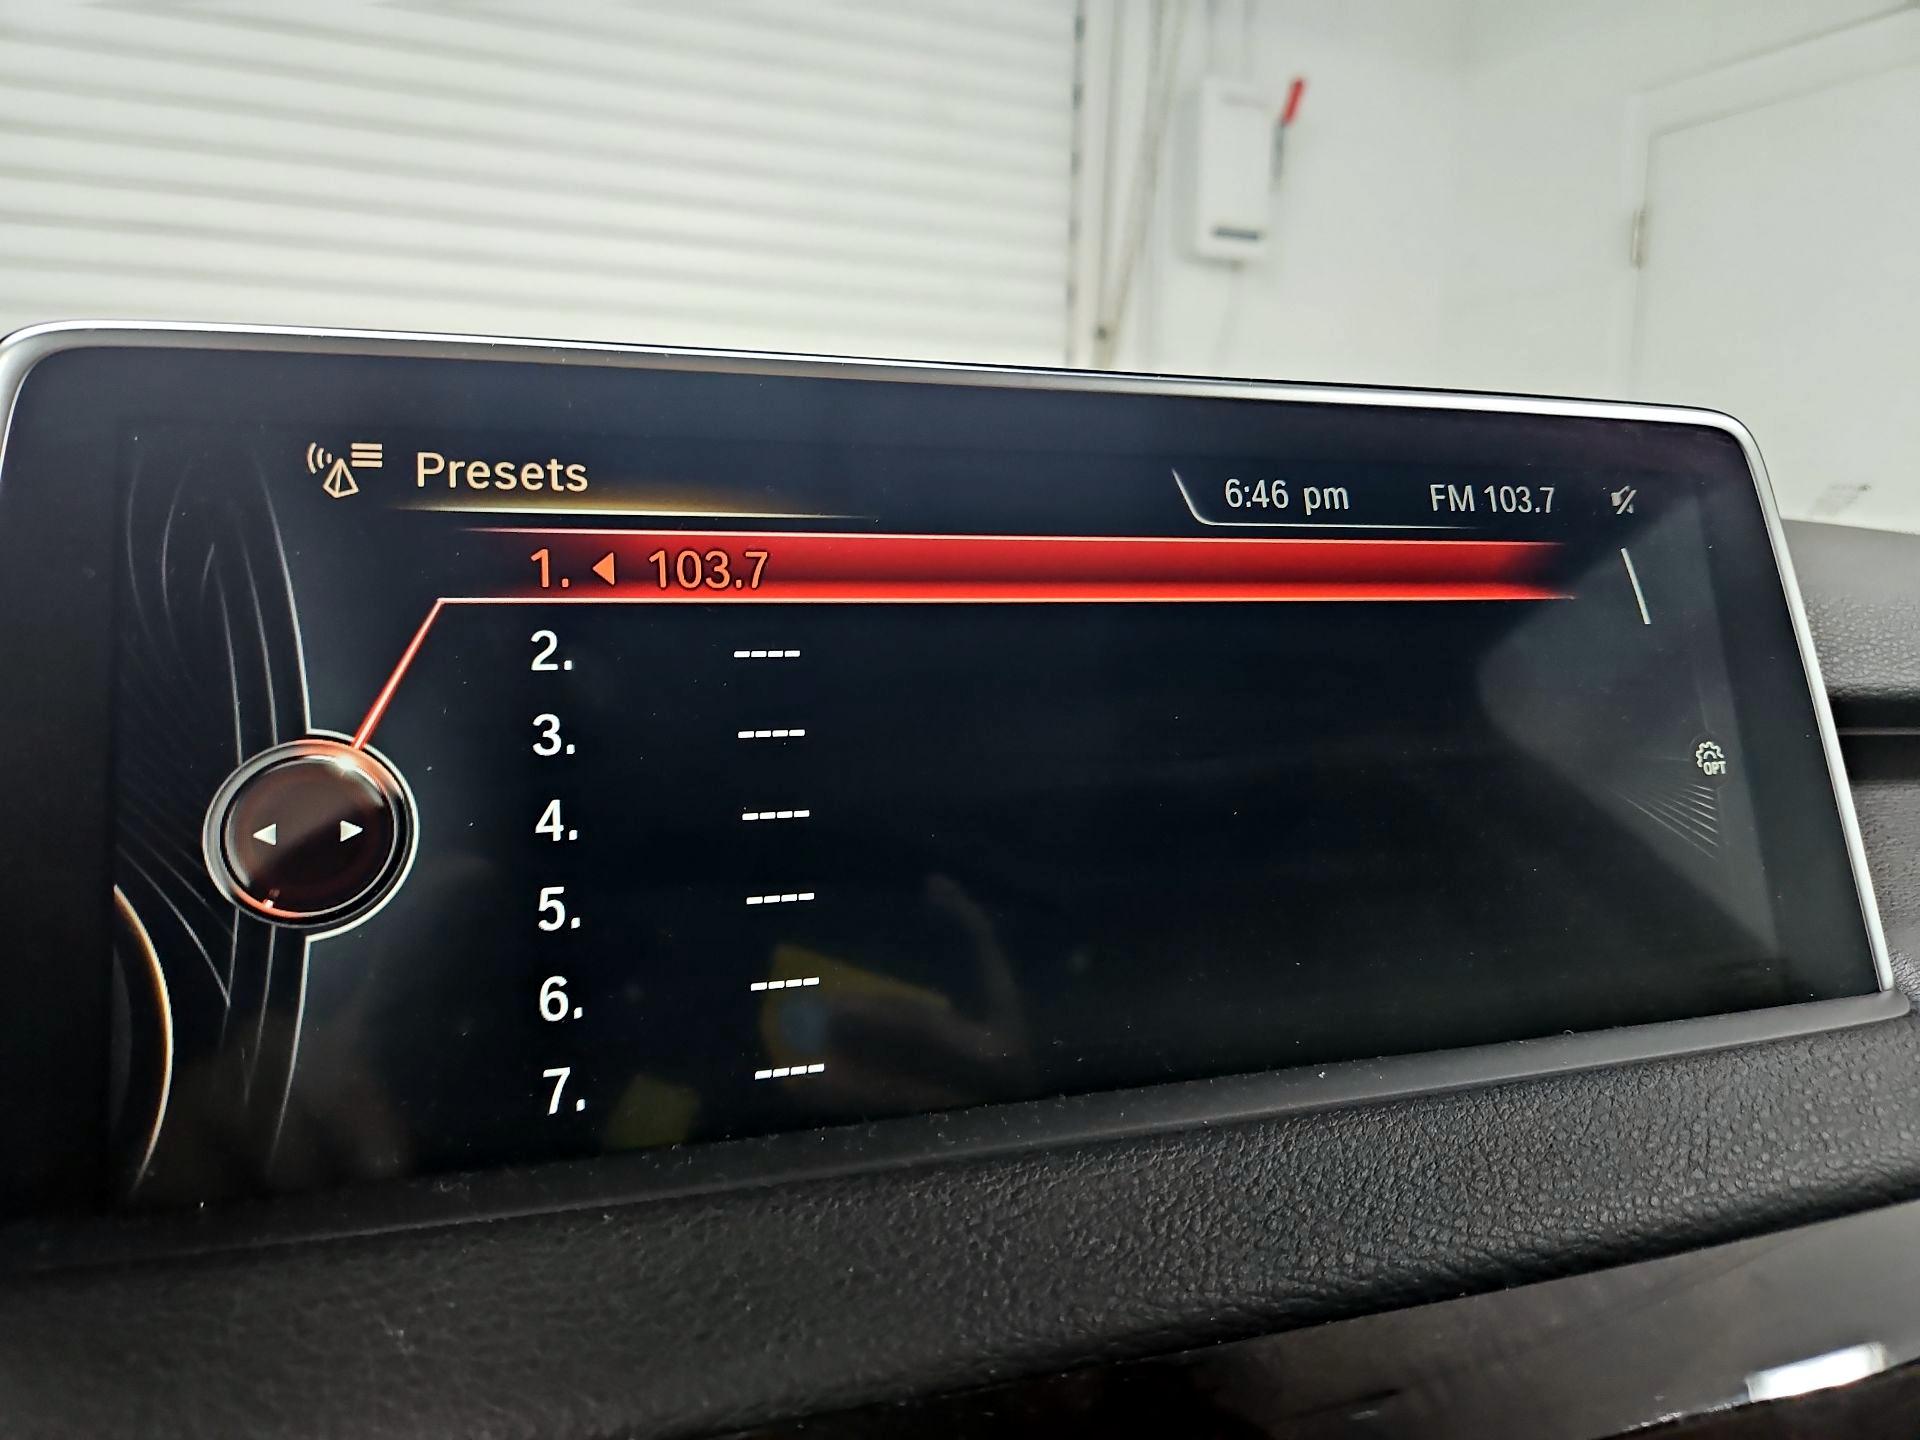 Presets
6:46 pm FM 103.7
1. ◀ 103.7
2. ----
3. ----
4. ----
OPT
5. ----
6. ----
7. ----